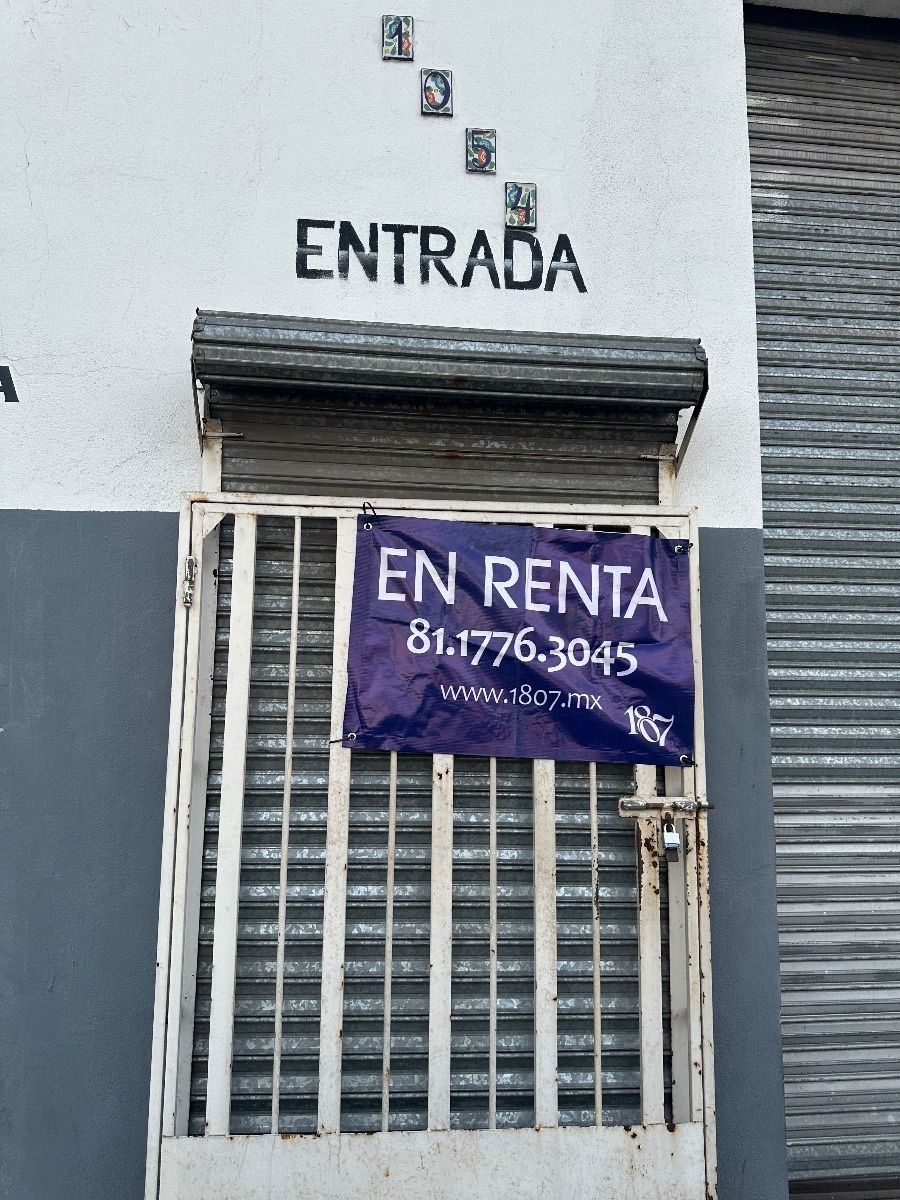 1054
ENTRADA
A
EN RENTA
81.1776.3045
www.1807.mx
1807